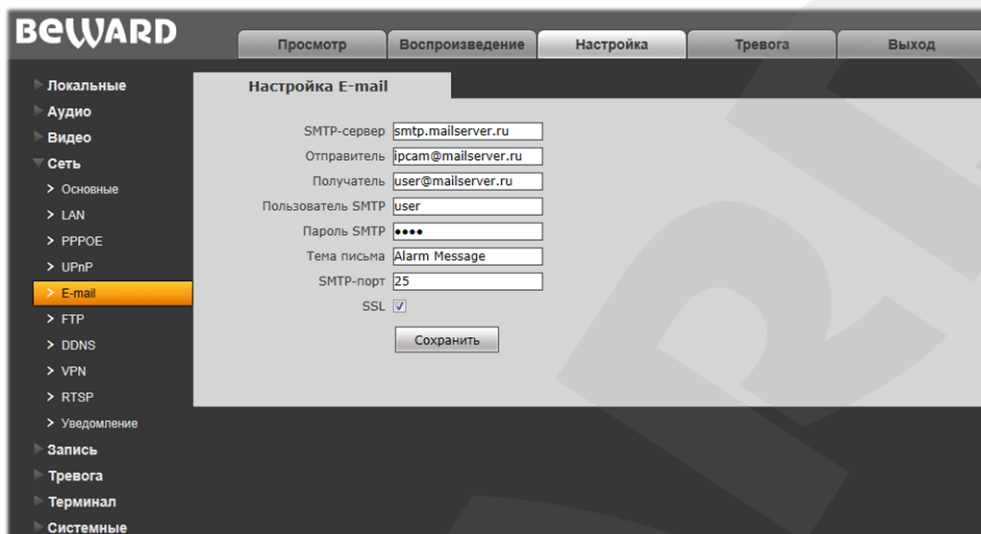 BEWARD
Просмотр Воспроизведение Настройка Тревога Выход
Локальные
Аудио
Видео
Сеть
Основные
LAN
PPPOE
UPnP
E-mail
FTP
DDNS
VPN
RTSP
Уведомление
Запись
Тревога
Терминал
Системные
Настройка E-mail
SMTP-сервер smtp.mailserver.ru
Отправитель ipcam@mailserver.ru
Получатель user@mailserver.ru
Пользователь SMTP user
Пароль SMTP ••••
Тема письма Alarm Message
SMTP-порт 25
SSL
Сохранить